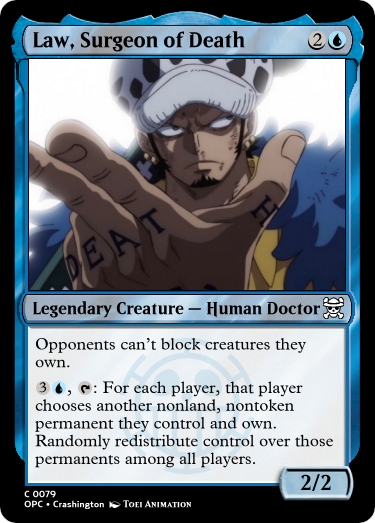 Law, Surgeon of Death 2
DEATH
Legendary Creature — Human Doctor
Opponents can't block creatures they
own.
3, : For each player, that player
chooses another nonland, nontoken
permanent they control and own.
Randomly redistribute control over those
permanents among all players.
2/2
C 0079
OPC • Crashington TOEI ANIMATION